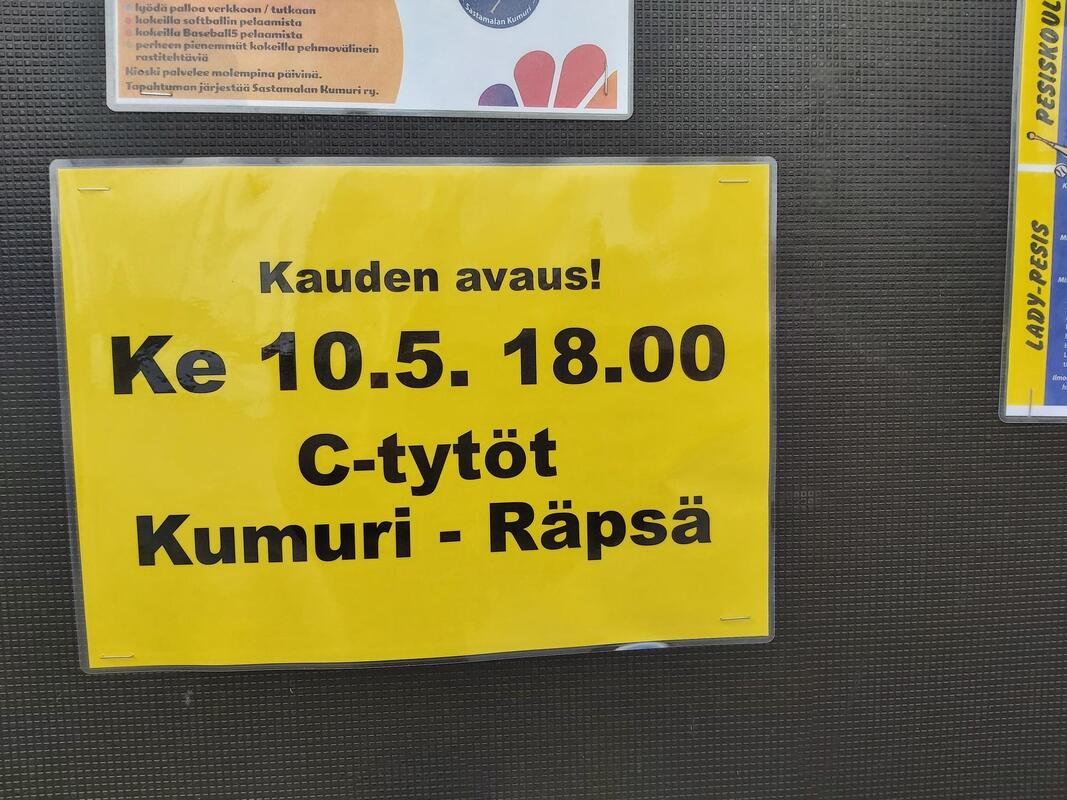 lyödä palloa verkkoon / tutkaan
kokeilla softballin pelaamista
kokeilla Baseball5 pelaamista
perheen pienemmät kokeilla pehmovälinein
rastitehtäviä
Kioski palvelee molempina päivinä.
Tapahtuman järjestää Sastamalan Kumuri ry.
Sastamalan Kumuri
Kauden avaus!
Ke 10.5. 18.00
C-tytöt
Kumuri - Räpsä
PESISKOUL
LADY-PESIS